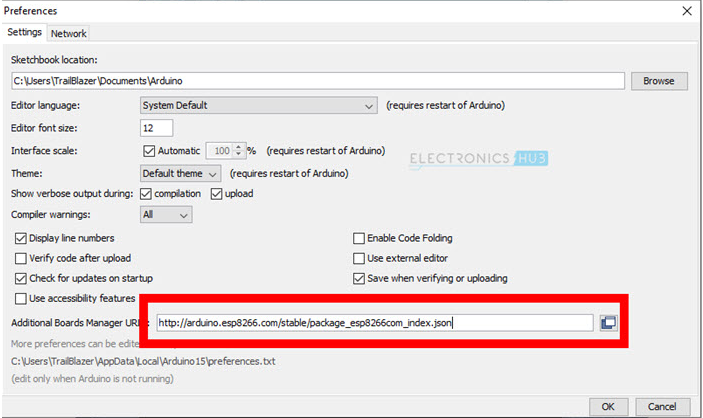 Preferences
Settings Network
Sketchbook location:
C:\Users\TrailBlazer\Documents\Arduino Browse
Editor language: System Default (requires restart of Arduino)
Editor font size: 12
Interface scale: Automatic 100 % (requires restart of Arduino)
ELECTRONICS HUB
Theme: Default theme (requires restart of Arduino)
Show verbose output during: compilation upload
Compiler warnings: All
Display line numbers Enable Code Folding
Verify code after upload Use external editor
Check for updates on startup Save when verifying or uploading
Use accessibility features
Additional Boards Manager http://arduino.esp8266.com/stable/package_esp8266com_index.json
More preferences can be edite
C:\Users\TrailBlazer\AppData\Local\Arduino15\preferences.txt
(edit only when Arduino is not running)
OK Cancel